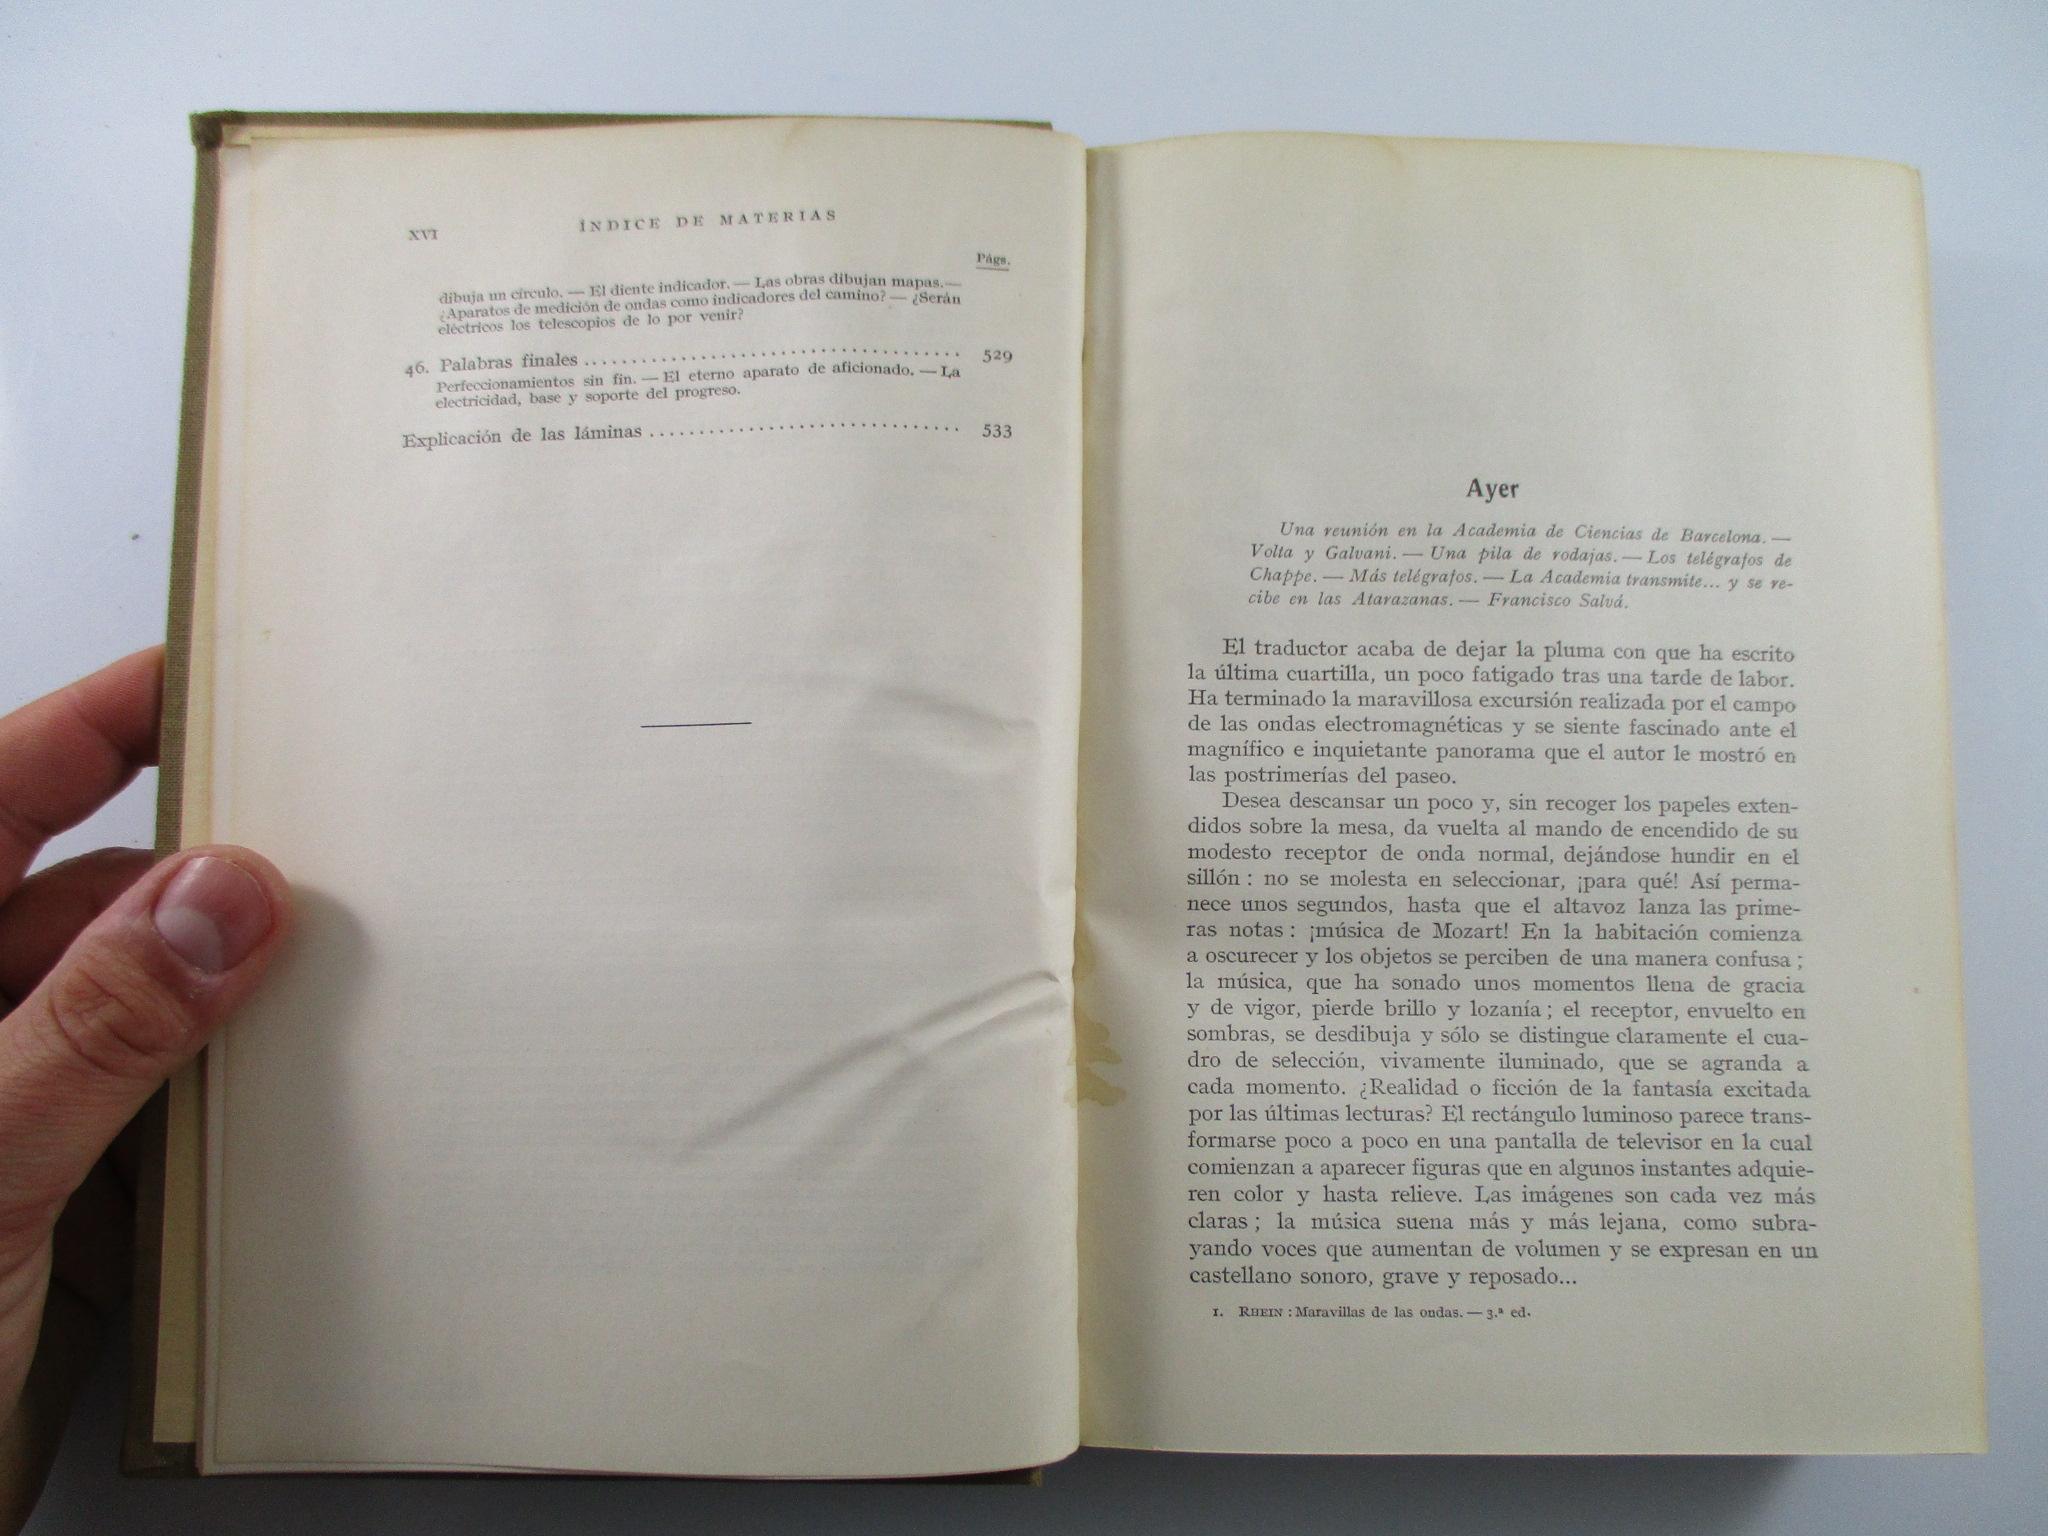 XVI
ÍNDICE DE MATERIAS
Págs.
dibuja un círculo. — El diente indicador. — Las obras dibujan mapas. —
¿Aparatos de medición de ondas como indicadores del camino? — ¿Serán
eléctricos los telescopios de lo por venir?
46. Palabras finales ........................................ 529
Perfeccionamientos sin fin. — El eterno aparato de aficionado. — La
electricidad, base y soporte del progreso.
Explicación de las láminas ................................ 533
Ayer
Una reunión en la Academia de Ciencias de Barcelona. —
Volta y Galvani. — Una pila de rodajas. — Los telégrafos de
Chappe. — Más telégrafos. — La Academia transmite... y se re-
cibe en las Atarazanas. — Francisco Salvá.
El traductor acaba de dejar la pluma con que ha escrito
la última cuartilla, un poco fatigado tras una tarde de labor.
Ha terminado la maravillosa excursión realizada por el campo
de las ondas electromagnéticas y se siente fascinado ante el
magnífico e inquietante panorama que el autor le mostró en
las postrimerías del paseo.
Desea descansar un poco y, sin recoger los papeles exten-
didos sobre la mesa, da vuelta al mando de encendido de su
modesto receptor de onda normal, dejándose hundir en el
sillón : no se molesta en seleccionar, ¡para qué! Así perma-
nece unos segundos, hasta que el altavoz lanza las prime-
ras notas : ¡música de Mozart! En la habitación comienza
a oscurecer y los objetos se perciben de una manera confusa ;
la música, que ha sonado unos momentos llena de gracia
y de vigor, pierde brillo y lozanía ; el receptor, envuelto en
sombras, se desdibuja y sólo se distingue claramente el cua-
dro de selección, vivamente iluminado, que se agranda a
cada momento. ¿Realidad o ficción de la fantasía excitada
por las últimas lecturas? El rectángulo luminoso parece trans-
formarse poco a poco en una pantalla de televisor en la cual
comienzan a aparecer figuras que en algunos instantes adquie-
ren color y hasta relieve. Las imágenes son cada vez más
claras ; la música suena más y más lejana, como subra-
yando voces que aumentan de volumen y se expresan en un
castellano sonoro, grave y reposado...
1. RHEIN : Maravillas de las ondas. — 3.ª ed.